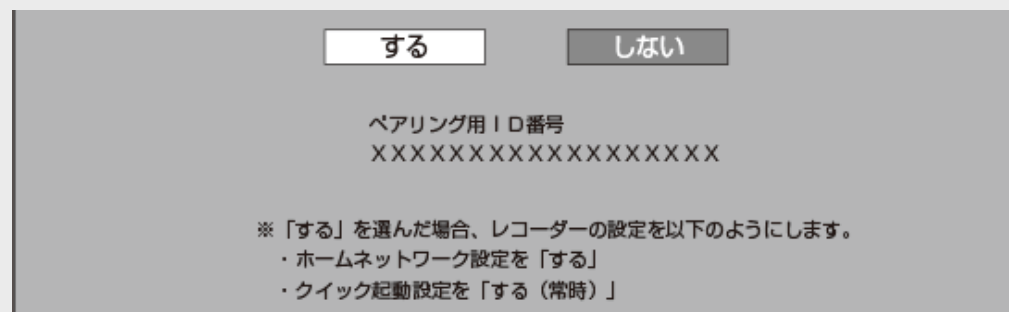 する　しない
ペアリング用ＩＤ番号
ＸＸＸＸＸＸＸＸＸＸＸＸＸＸＸＸＸＸ
※「する」を選んだ場合、レコーダーの設定を以下のようにします。
・ホームネットワーク設定を「する」
・クイック起動設定を「する（常時）」